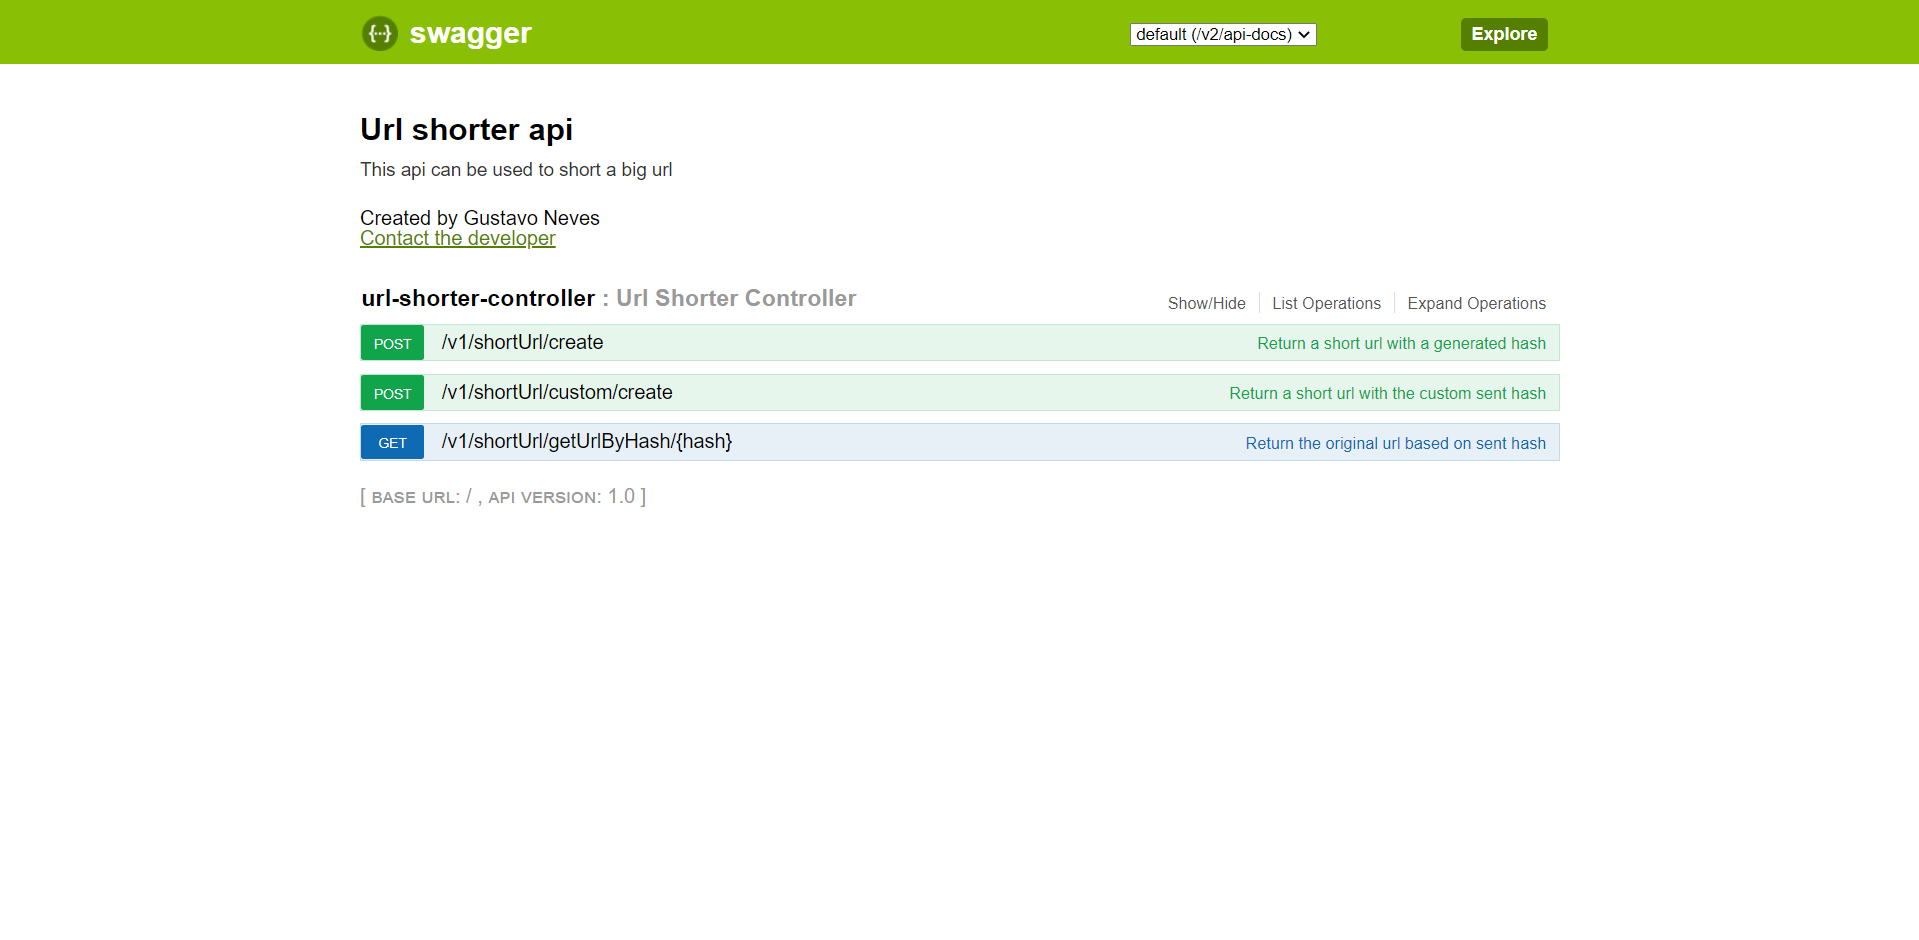 {···} swagger
default (/v2/api-docs)
Explore
Url shorter api
This api can be used to short a big url
Created by Gustavo Neves
Contact the developer
url-shorter-controller : Url Shorter Controller
Show/Hide
List Operations
Expand Operations
POST /v1/shortUrl/create Return a short url with a generated hash
POST /v1/shortUrl/custom/create Return a short url with the custom sent hash
GET /v1/shortUrl/getUrlByHash/{hash} Return the original url based on sent hash
[ BASE URL: / , API VERSION: 1.0 ]